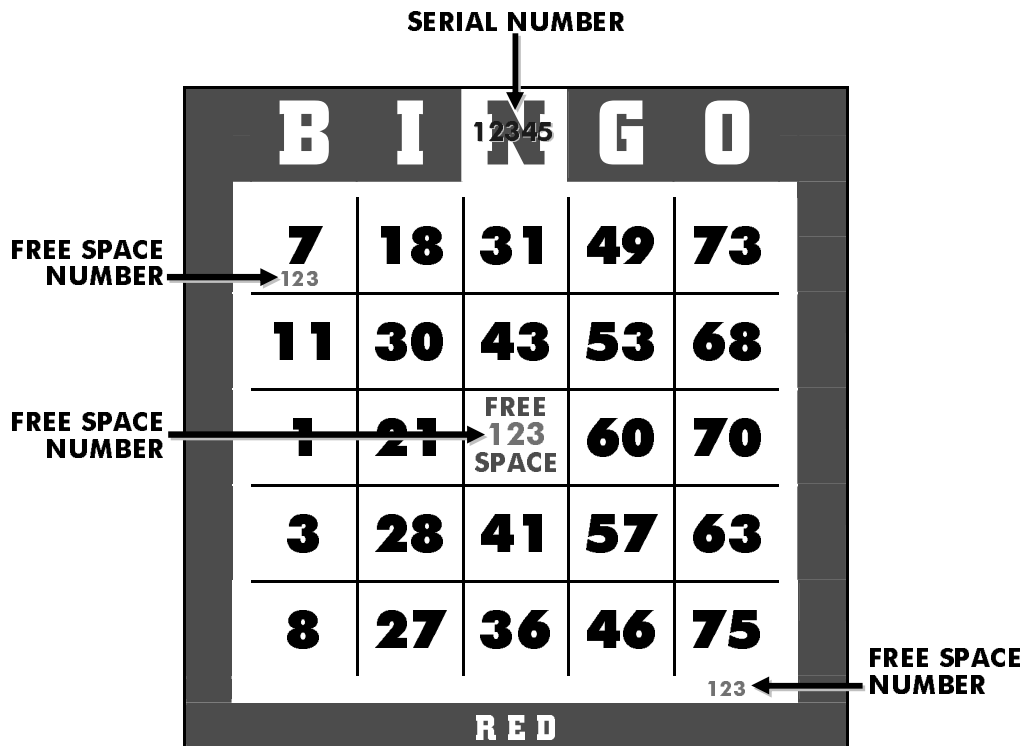 SERIAL NUMBER
B I N G O
12345
7 18 31 49 73
FREE SPACE
NUMBER
123
11 30 43 53 68
FREE SPACE
NUMBER
1 21 FREE 60 70
123
SPACE
3 28 41 57 63
8 27 36 46 75
123
FREE SPACE
NUMBER
RED